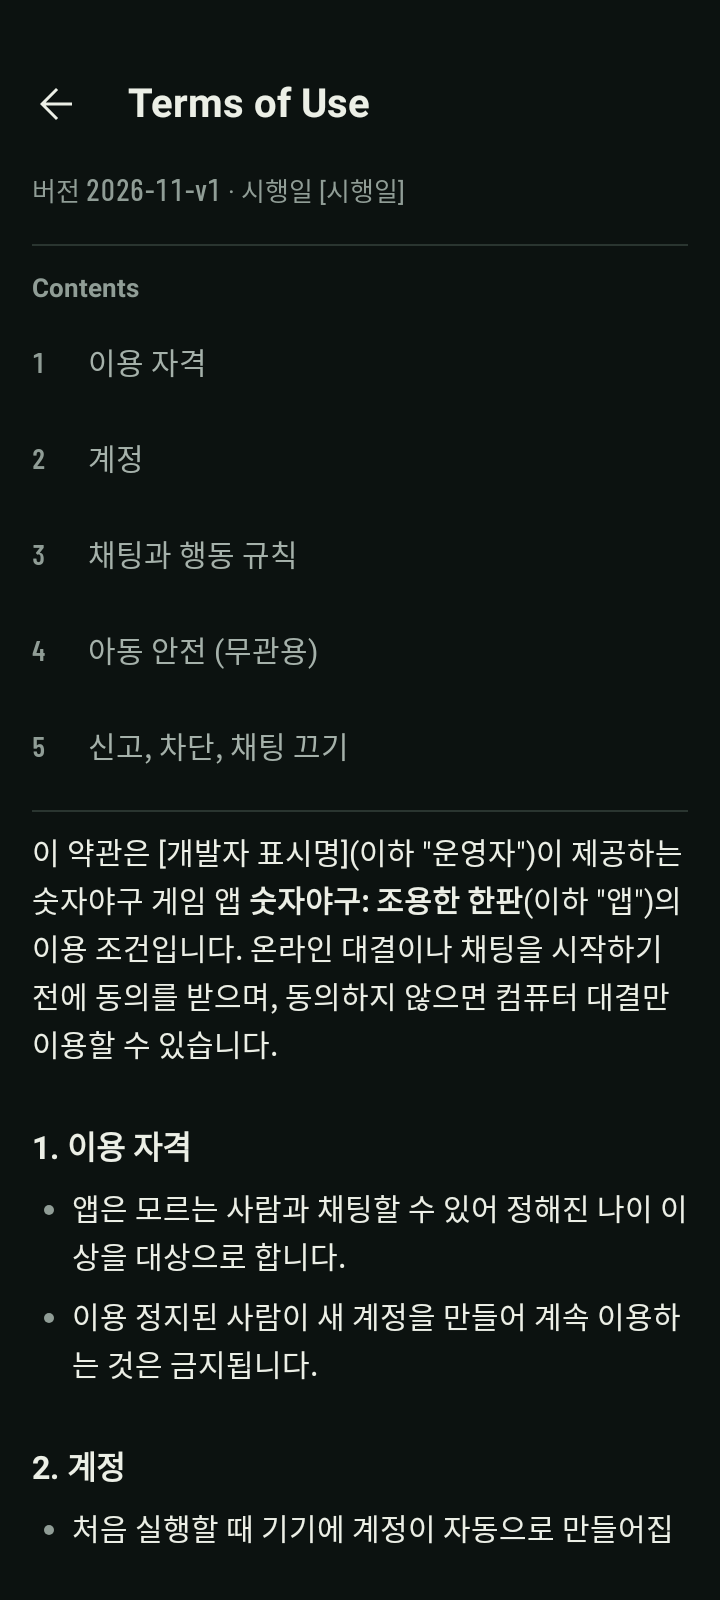 Terms of Use
버전 2026-11-v1 · 시행일 [시행일]
Contents
1 이용 자격
2 계정
3 채팅과 행동 규칙
4 아동 안전 (무관용)
5 신고, 차단, 채팅 끄기
이 약관은 [개발자 표시명](이하 "운영자")이 제공하는
숫자야구 게임 앱 숫자야구: 조용한 한판(이하 "앱")의
이용 조건입니다. 온라인 대결이나 채팅을 시작하기
전에 동의를 받으며, 동의하지 않으면 컴퓨터 대결만
이용할 수 있습니다.
1. 이용 자격
• 앱은 모르는 사람과 채팅할 수 있어 정해진 나이 이
상을 대상으로 합니다.
• 이용 정지된 사람이 새 계정을 만들어 계속 이용하
는 것은 금지됩니다.
2. 계정
• 처음 실행할 때 기기에 계정이 자동으로 만들어집